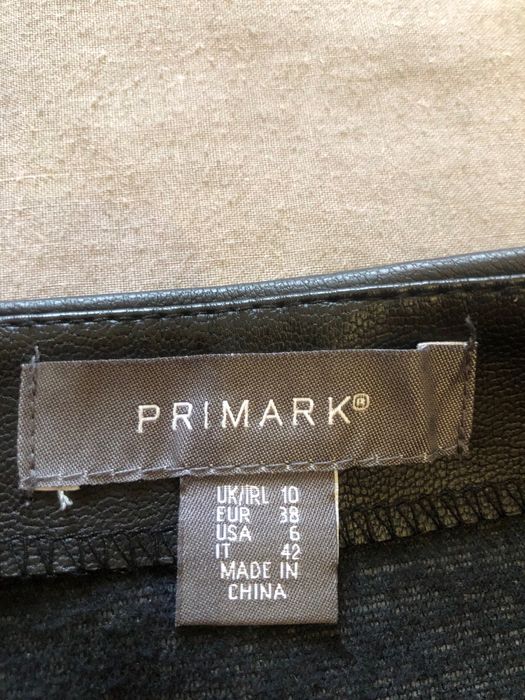 PRIMARK®
UK/IRL 10
EUR 38
USA 6
IT 42
MADE IN
CHINA